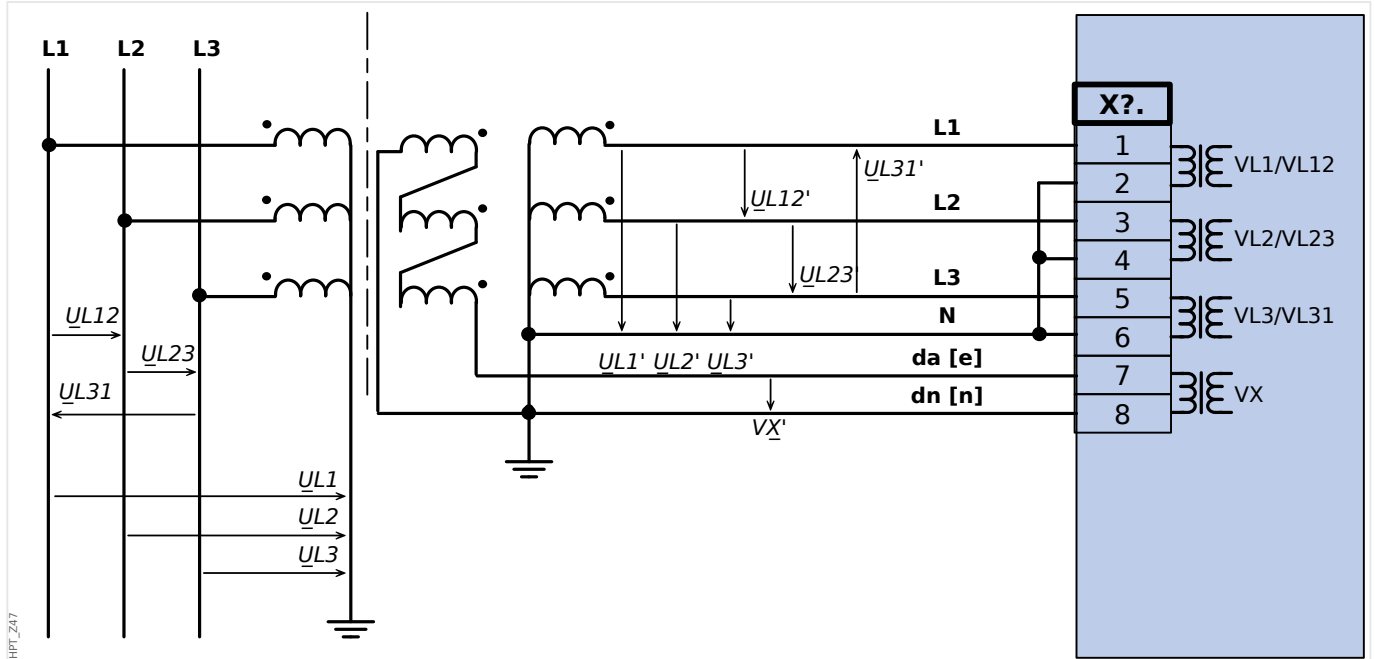 L1 L2 L3
X?.
L1
1
VL1/VL12
UL31'
2
UL12'
L2
3
VL2/VL23
4
UL23'
L3
5
VL3/VL31
UL12
N
6
UL23
UL1' UL2' UL3'
da [e]
7
UL31
dn [n]
VX
8
VX'
UL1
UL2
UL3
HPT_Z47